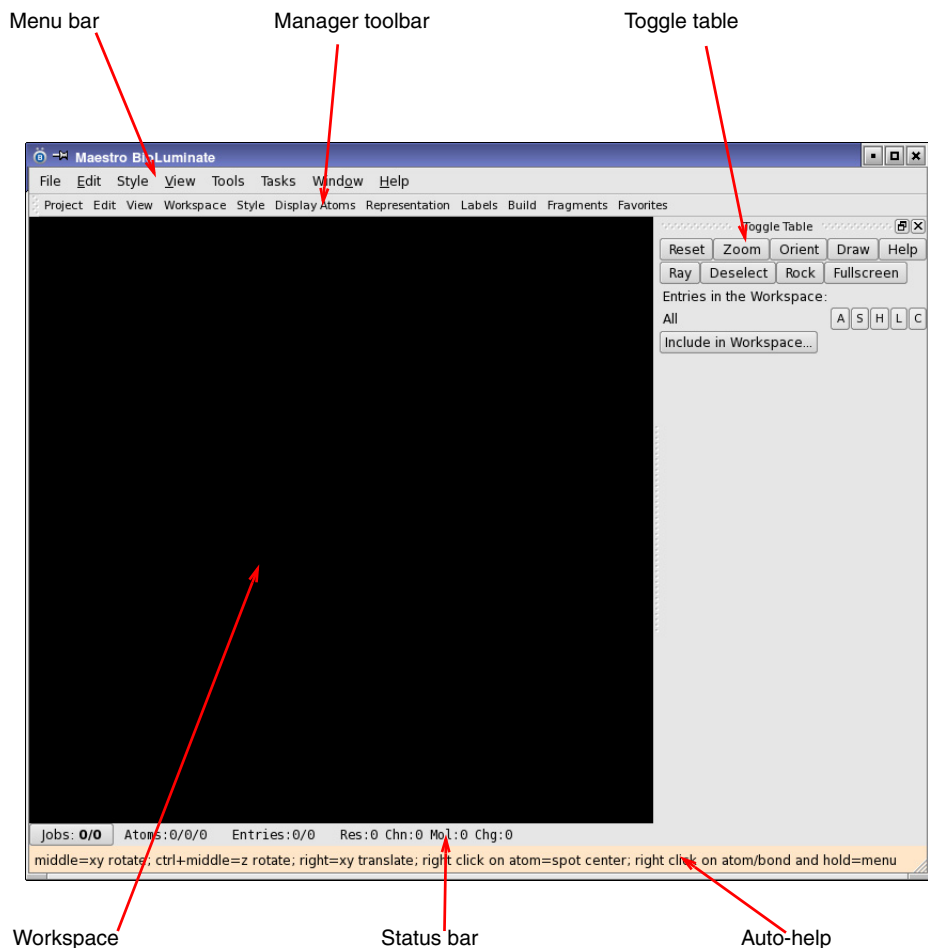 Menu bar Manager toolbar Toggle table
Maestro BioLuminate
File Edit Style View Tools Tasks Window Help
Project Edit View Workspace Style Display Atoms Representation Labels Build Fragments Favorites
Toggle Table
Reset Zoom Orient Draw Help
Ray Deselect Rock Fullscreen
Entries in the Workspace:
All A S H L C
Include in Workspace...
Jobs: 0/0 Atoms:0/0/0 Entries:0/0 Res:0 Chn:0 Mol:0 Chg:0
middle=xy rotate; ctrl+middle=z rotate; right=xy translate; right click on atom=spot center; right click on atom/bond and hold=menu
Workspace Status bar Auto-help